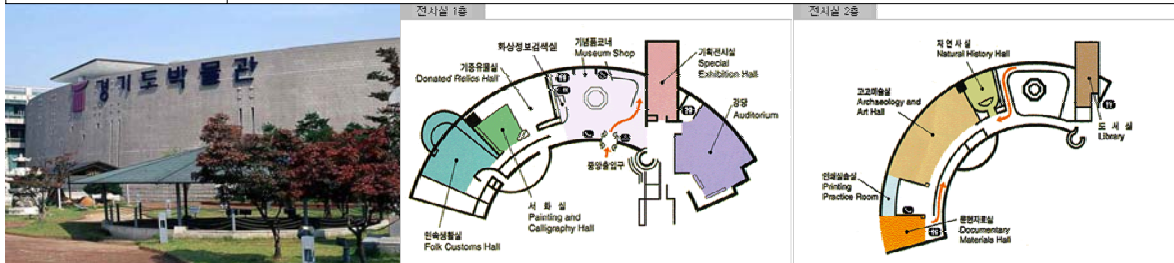 경기도박물관
전시실 1층
화상정보검색실
기념품코너
Museum Shop
기증유물실
Donated Relics Hall
기획전시실
Special
Exhibition Hall
강당
Auditorium
중앙출입구
서 화 실
Painting and
Calligraphy Hall
민속생활실
Folk Customs Hall
전시실 2층
자연사실
Natural History Hall
고고미술실
Archaeology and
Art Hall
도 서 실
Library
인쇄실습실
Printing
Practice Room
문헌자료실
Documentary
Materials Hall